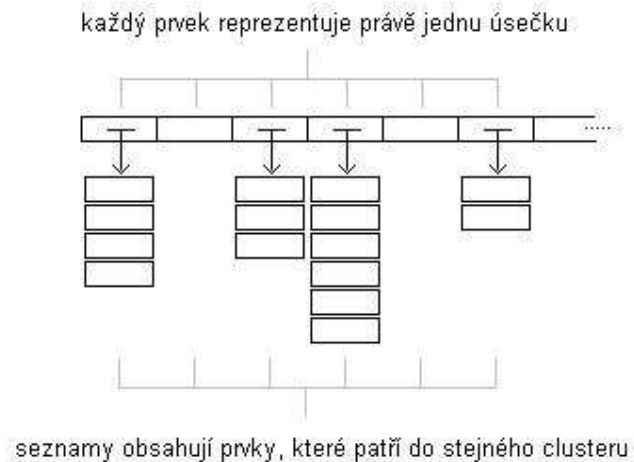 každý prvek reprezentuje právě jednu úsečku
.....
seznamy obsahují prvky, které patří do stejného clusteru